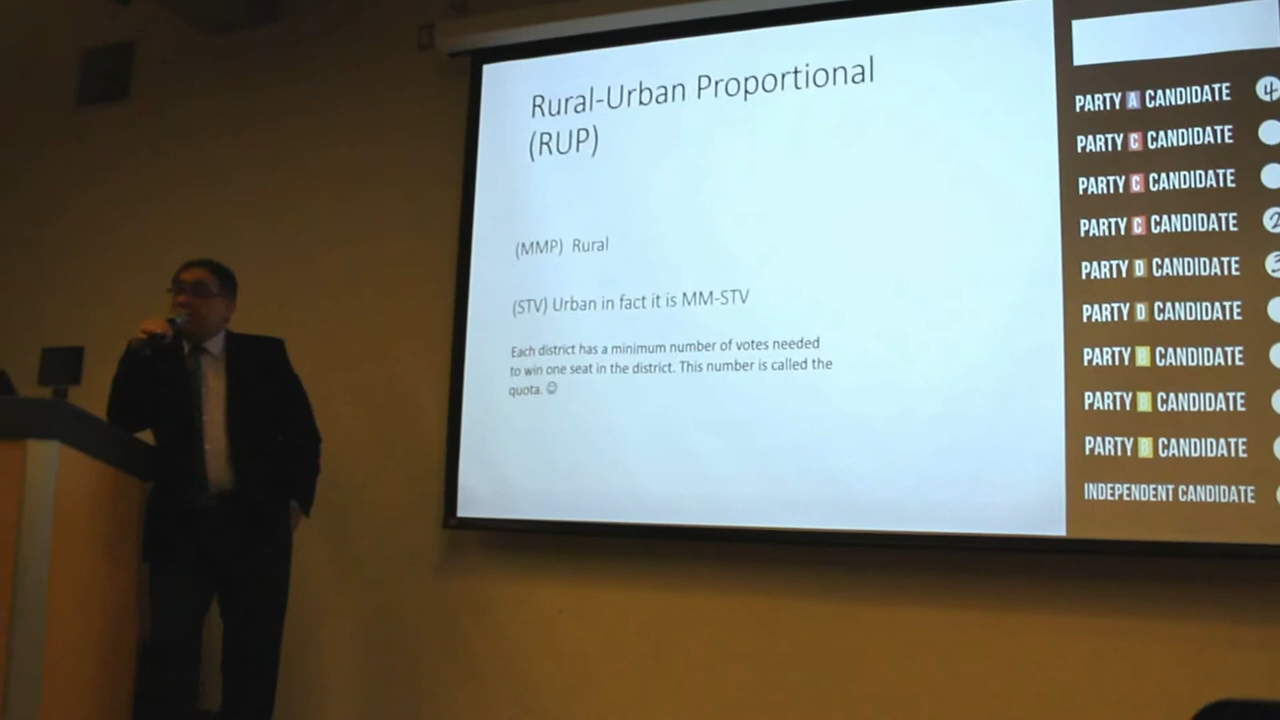 Rural-Urban Proportional
(RUP)
(MMP) Rural
(STV) Urban in fact it is MM-STV
Each district has a minimum number of votes needed
to win one seat in the district. This number is called the
quota. ☺
PARTY A CANDIDATE 4
PARTY C CANDIDATE
PARTY C CANDIDATE
PARTY C CANDIDATE 2
PARTY D CANDIDATE 3
PARTY D CANDIDATE
PARTY B CANDIDATE
PARTY B CANDIDATE
PARTY B CANDIDATE
INDEPENDENT CANDIDATE